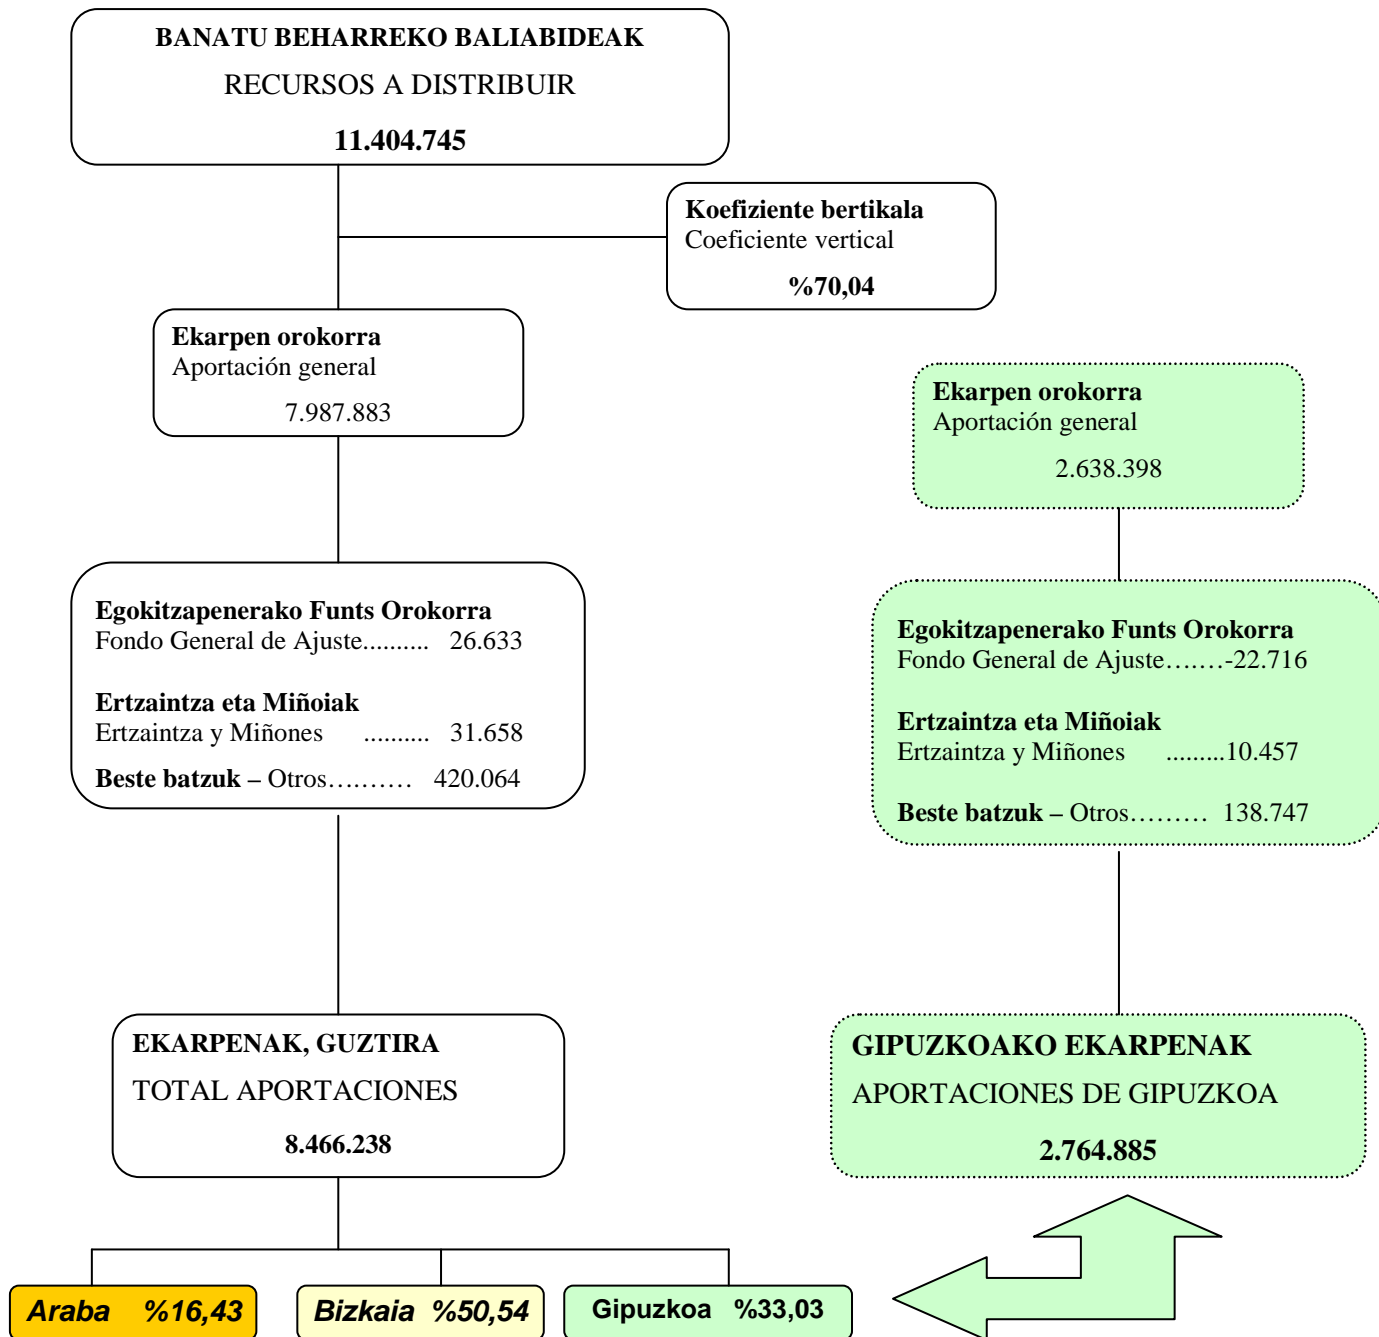 BANATU BEHARREKO BALIABIDEAK
RECURSOS A DISTRIBUIR
11.404.745
Koefiziente bertikala
Coeficiente vertical
%70,04
Ekarpen orokorra
Aportación general
7.987.883
Ekarpen orokorra
Aportación general
2.638.398
Egokitzapenerako Funts Orokorra
Fondo General de Ajuste.......... 26.633
Ertzaintza eta Miñoiak
Ertzaintza y Miñones .......... 31.658
Beste batzuk – Otros…....…… 420.064
Egokitzapenerako Funts Orokorra
Fondo General de Ajuste…….…-22.716
Ertzaintza eta Miñoiak
Ertzaintza y Miñones .........10.457
Beste batzuk – Otros……… 138.747
EKARPENAK, GUZTIRA
TOTAL APORTACIONES
8.466.238
GIPUZKOAKO EKARPENAK
APORTACIONES DE GIPUZKOA
2.764.885
Araba %16,43
Bizkaia %50,54
Gipuzkoa %33,03